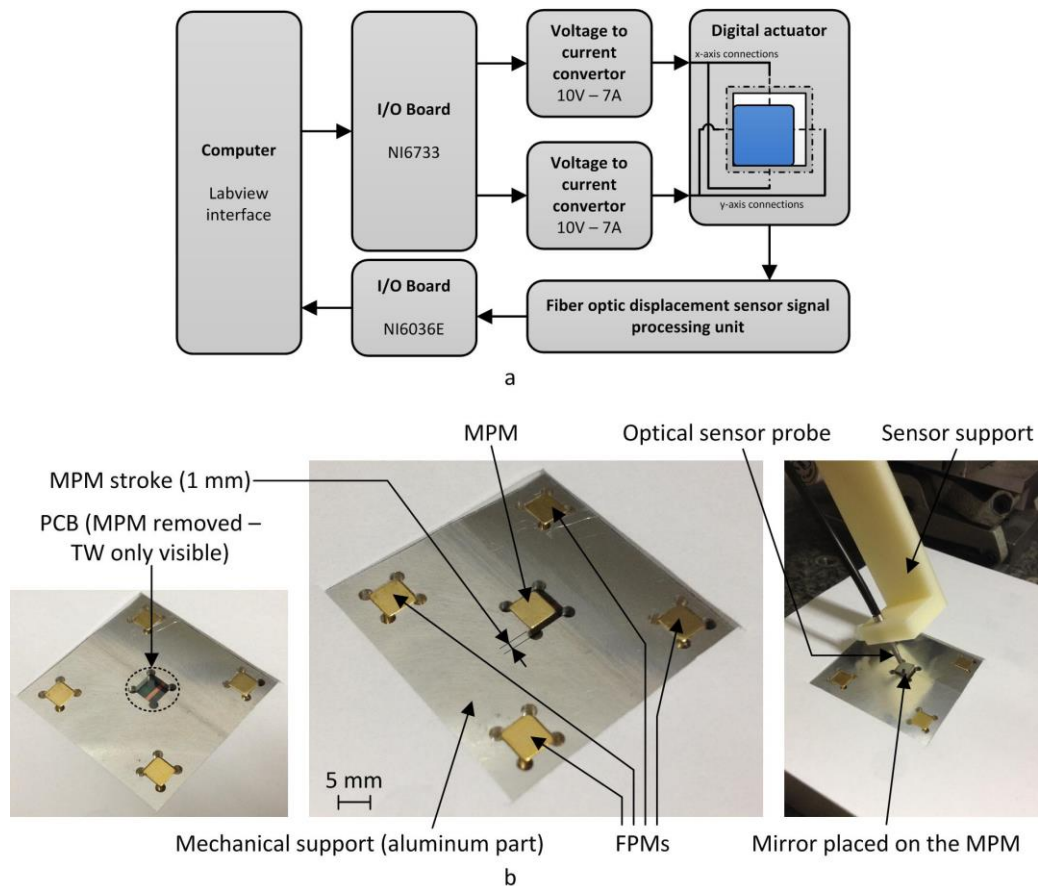 Computer
Labview
interface
I/O Board
NI6733
I/O Board
NI6036E
Voltage to
current
convertor
10V – 7A
Voltage to
current
convertor
10V – 7A
Digital actuator
x-axis connections
y-axis connections
Fiber optic displacement sensor signal
processing unit
a
MPM
Optical sensor probe
Sensor support
MPM stroke (1 mm)
PCB (MPM removed –
TW only visible)
5 mm
Mechanical support (aluminum part)
FPMs
Mirror placed on the MPM
b